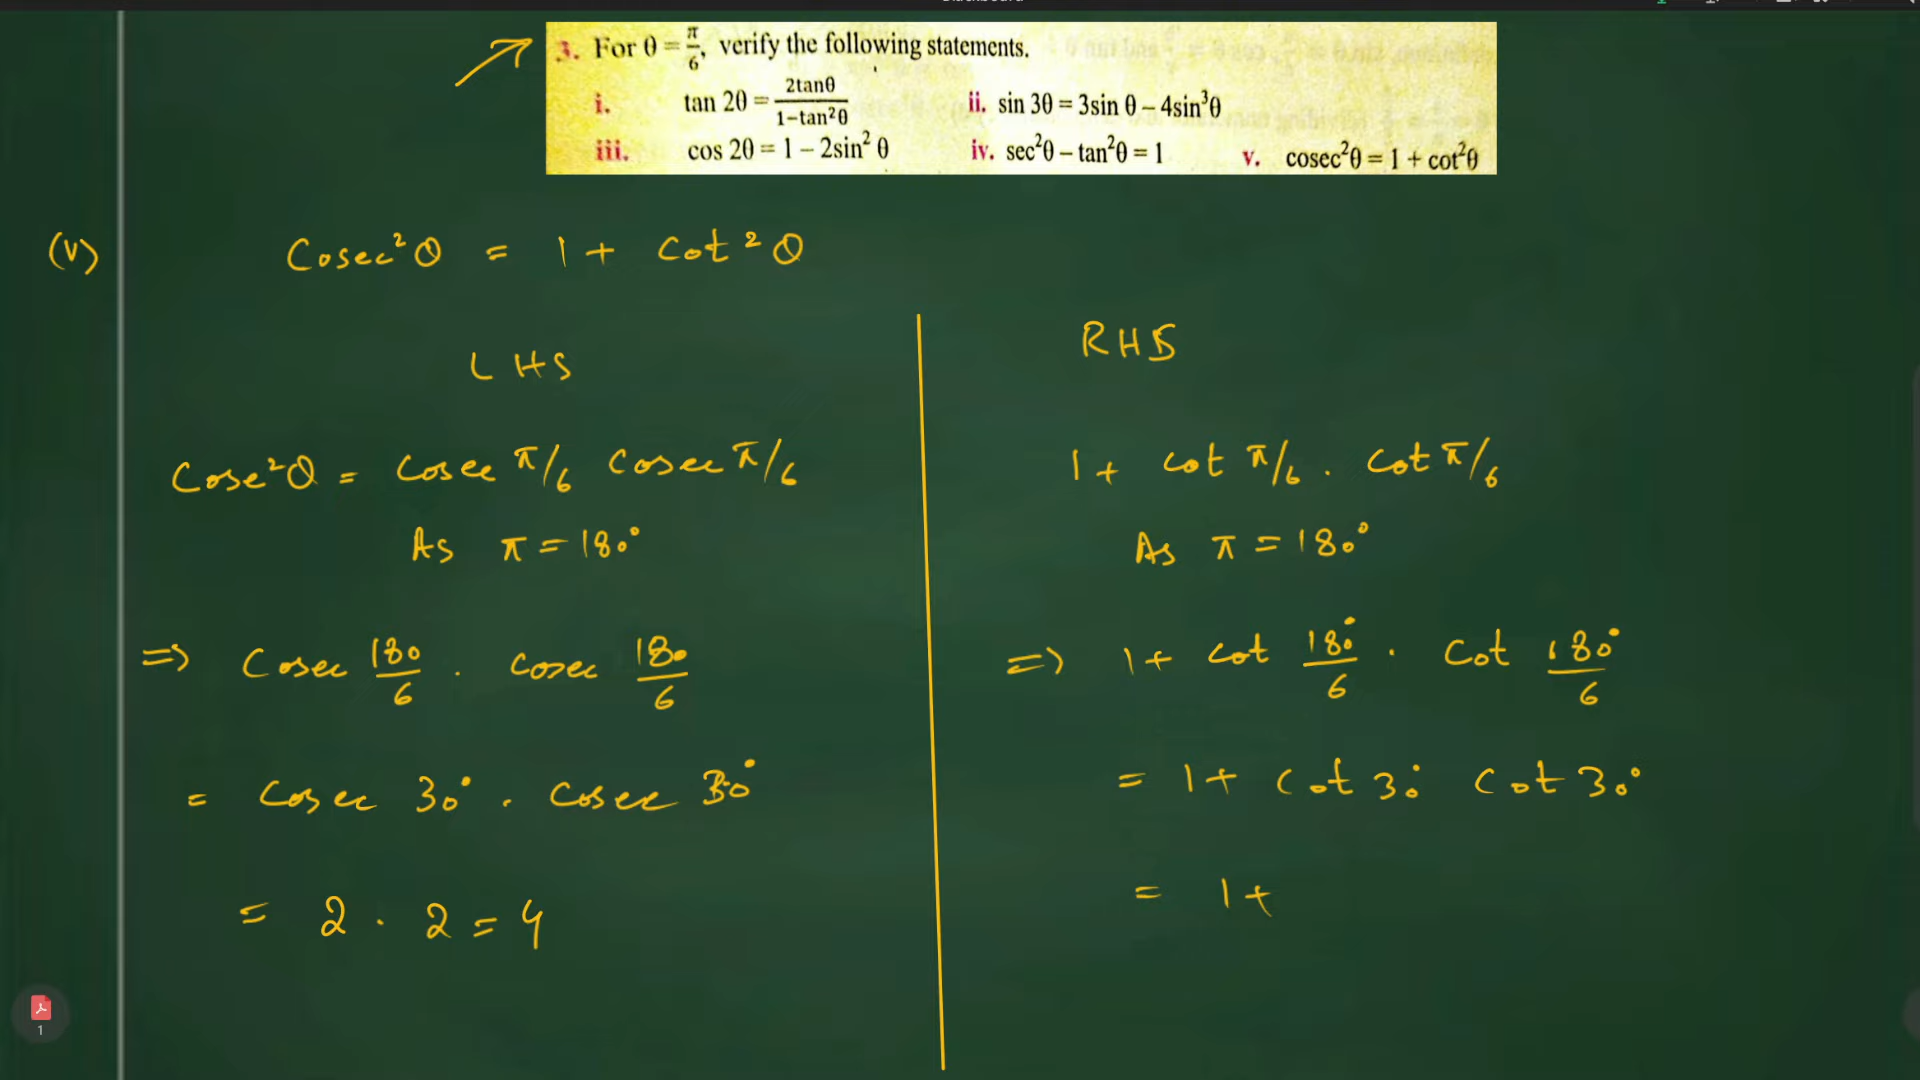 3. For θ = π/6, verify the following statements.
i. tan 2θ = 2tanθ/1−tan²θ ii. sin 3θ = 3sin θ – 4sin³θ
iii. cos 2θ = 1 – 2sin² θ iv. sec²θ – tan²θ = 1 v. cosec²θ = 1 + cot²θ
(v) Cosec²θ = 1 + Cot²θ
LHS
Cose²θ = Cosec π/6 Cosec π/6
As π = 180°
=> Cosec 180/6 . Cosec 180/6
= Cosec 30° . Cosec 30°
= 2 . 2 = 4
RHS
1 + cot π/6 . Cot π/6
As π = 180°
=> 1 + cot 180°/6 . Cot 180°/6
= 1 + Cot 30° Cot 30°
= 1 +
1